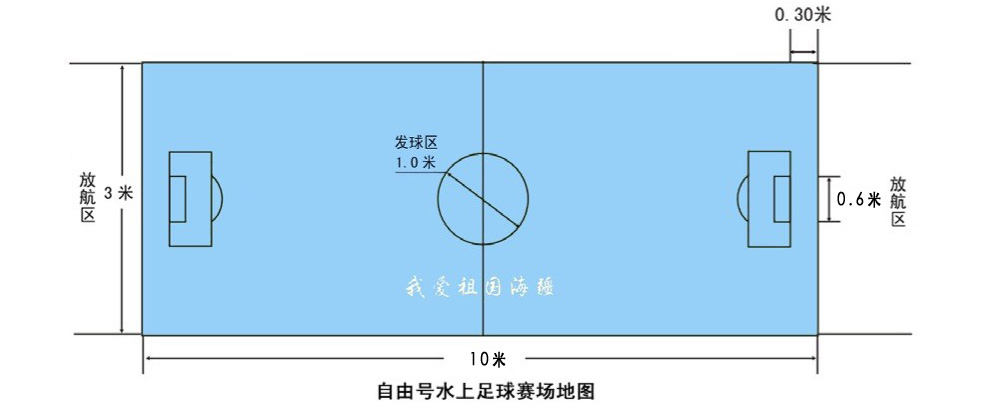 0.30米
发球区
1.0米
放航区
3米
0.6米
放航区
我爱祖国海疆
10米
自由号水上足球赛场地图